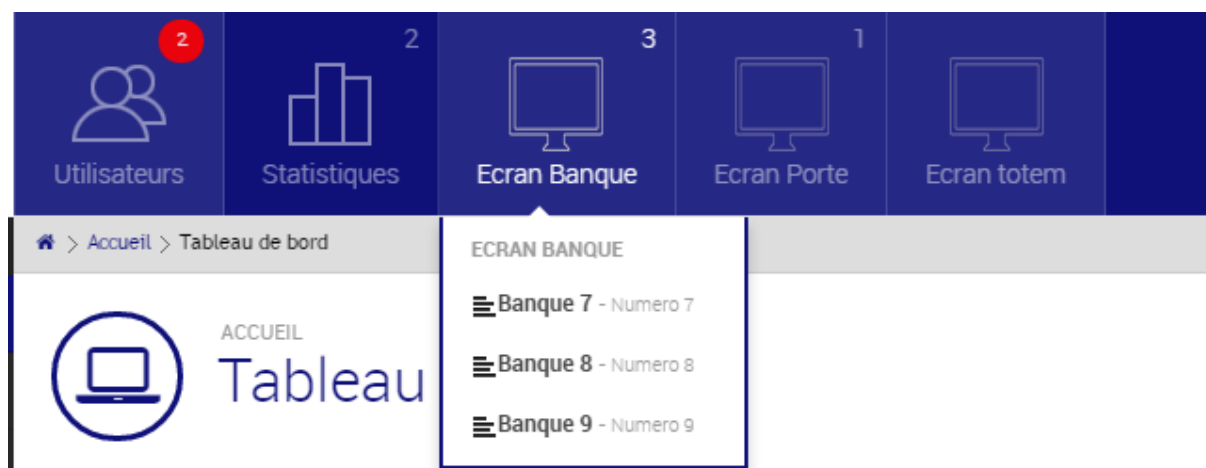 2
2
3
1
Utilisateurs
Statistiques
Ecran Banque
Ecran Porte
Ecran totem
> Accueil > Tableau de bord
ECRAN BANQUE
Banque 7 - Numero 7
Banque 8 - Numero 8
Banque 9 - Numero 9
ACCUEIL
Tableau